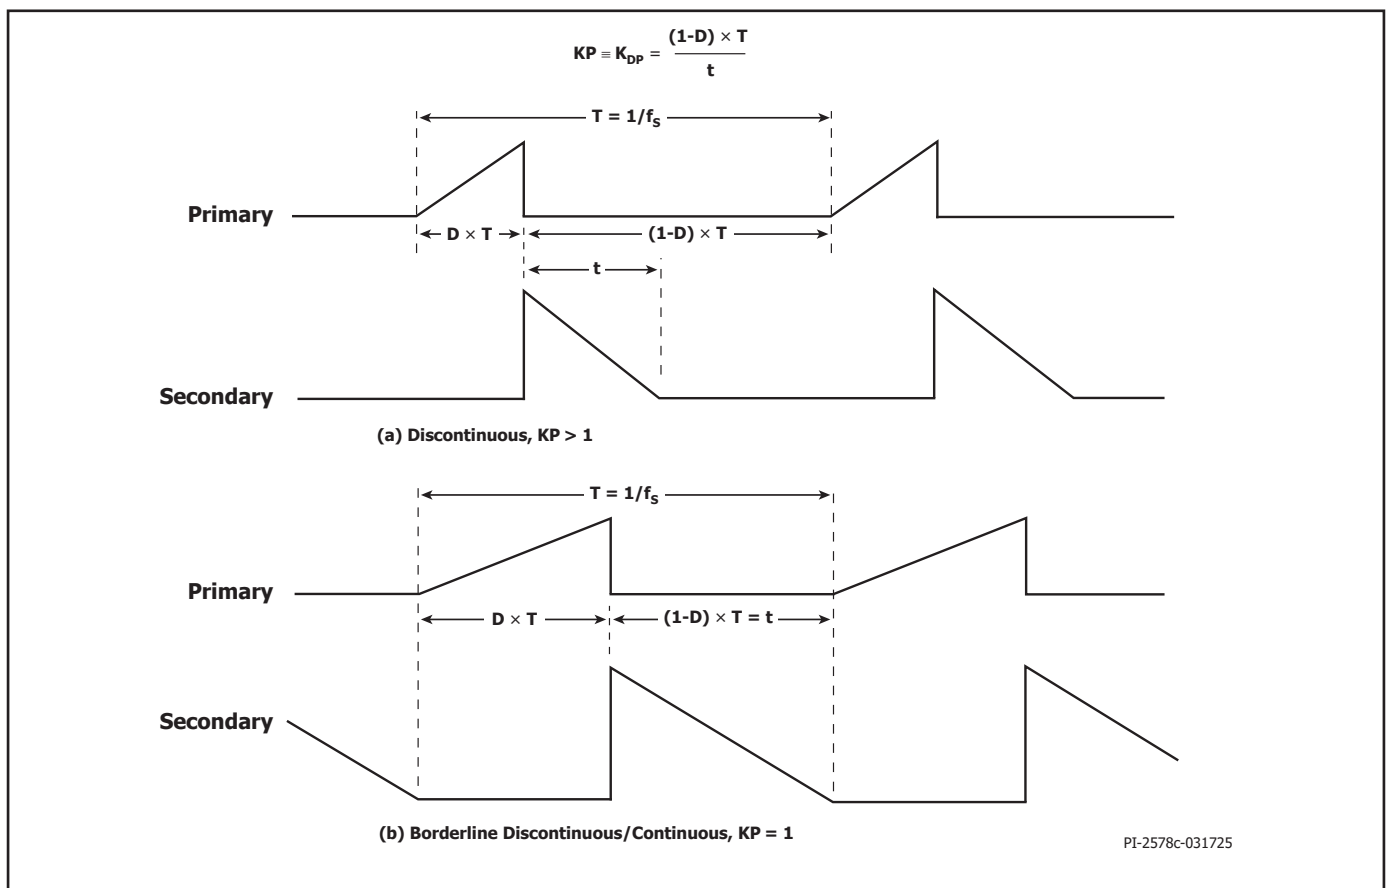 KP ≡ K_DP = (1-D) × T
t
T = 1/f_S
Primary
D × T
(1-D) × T
t
Secondary
(a) Discontinuous, KP > 1
T = 1/f_S
Primary
D × T
(1-D) × T = t
Secondary
(b) Borderline Discontinuous/Continuous, KP = 1
PI-2578c-031725